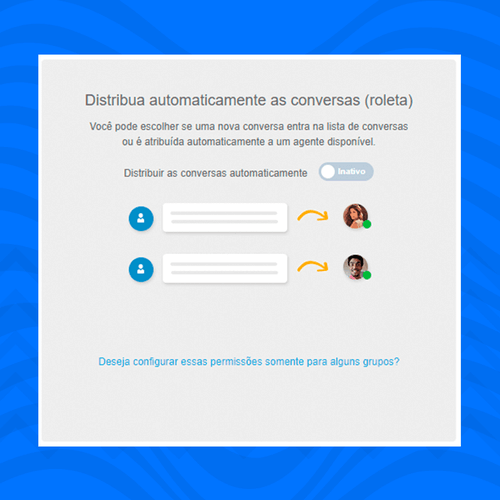 Distribua automaticamente as conversas (roleta)
Você pode escolher se uma nova conversa entra na lista de conversas
ou é atribuída automaticamente a um agente disponível.
Distribuir as conversas automaticamente Inativo
Deseja configurar essas permissões somente para alguns grupos?